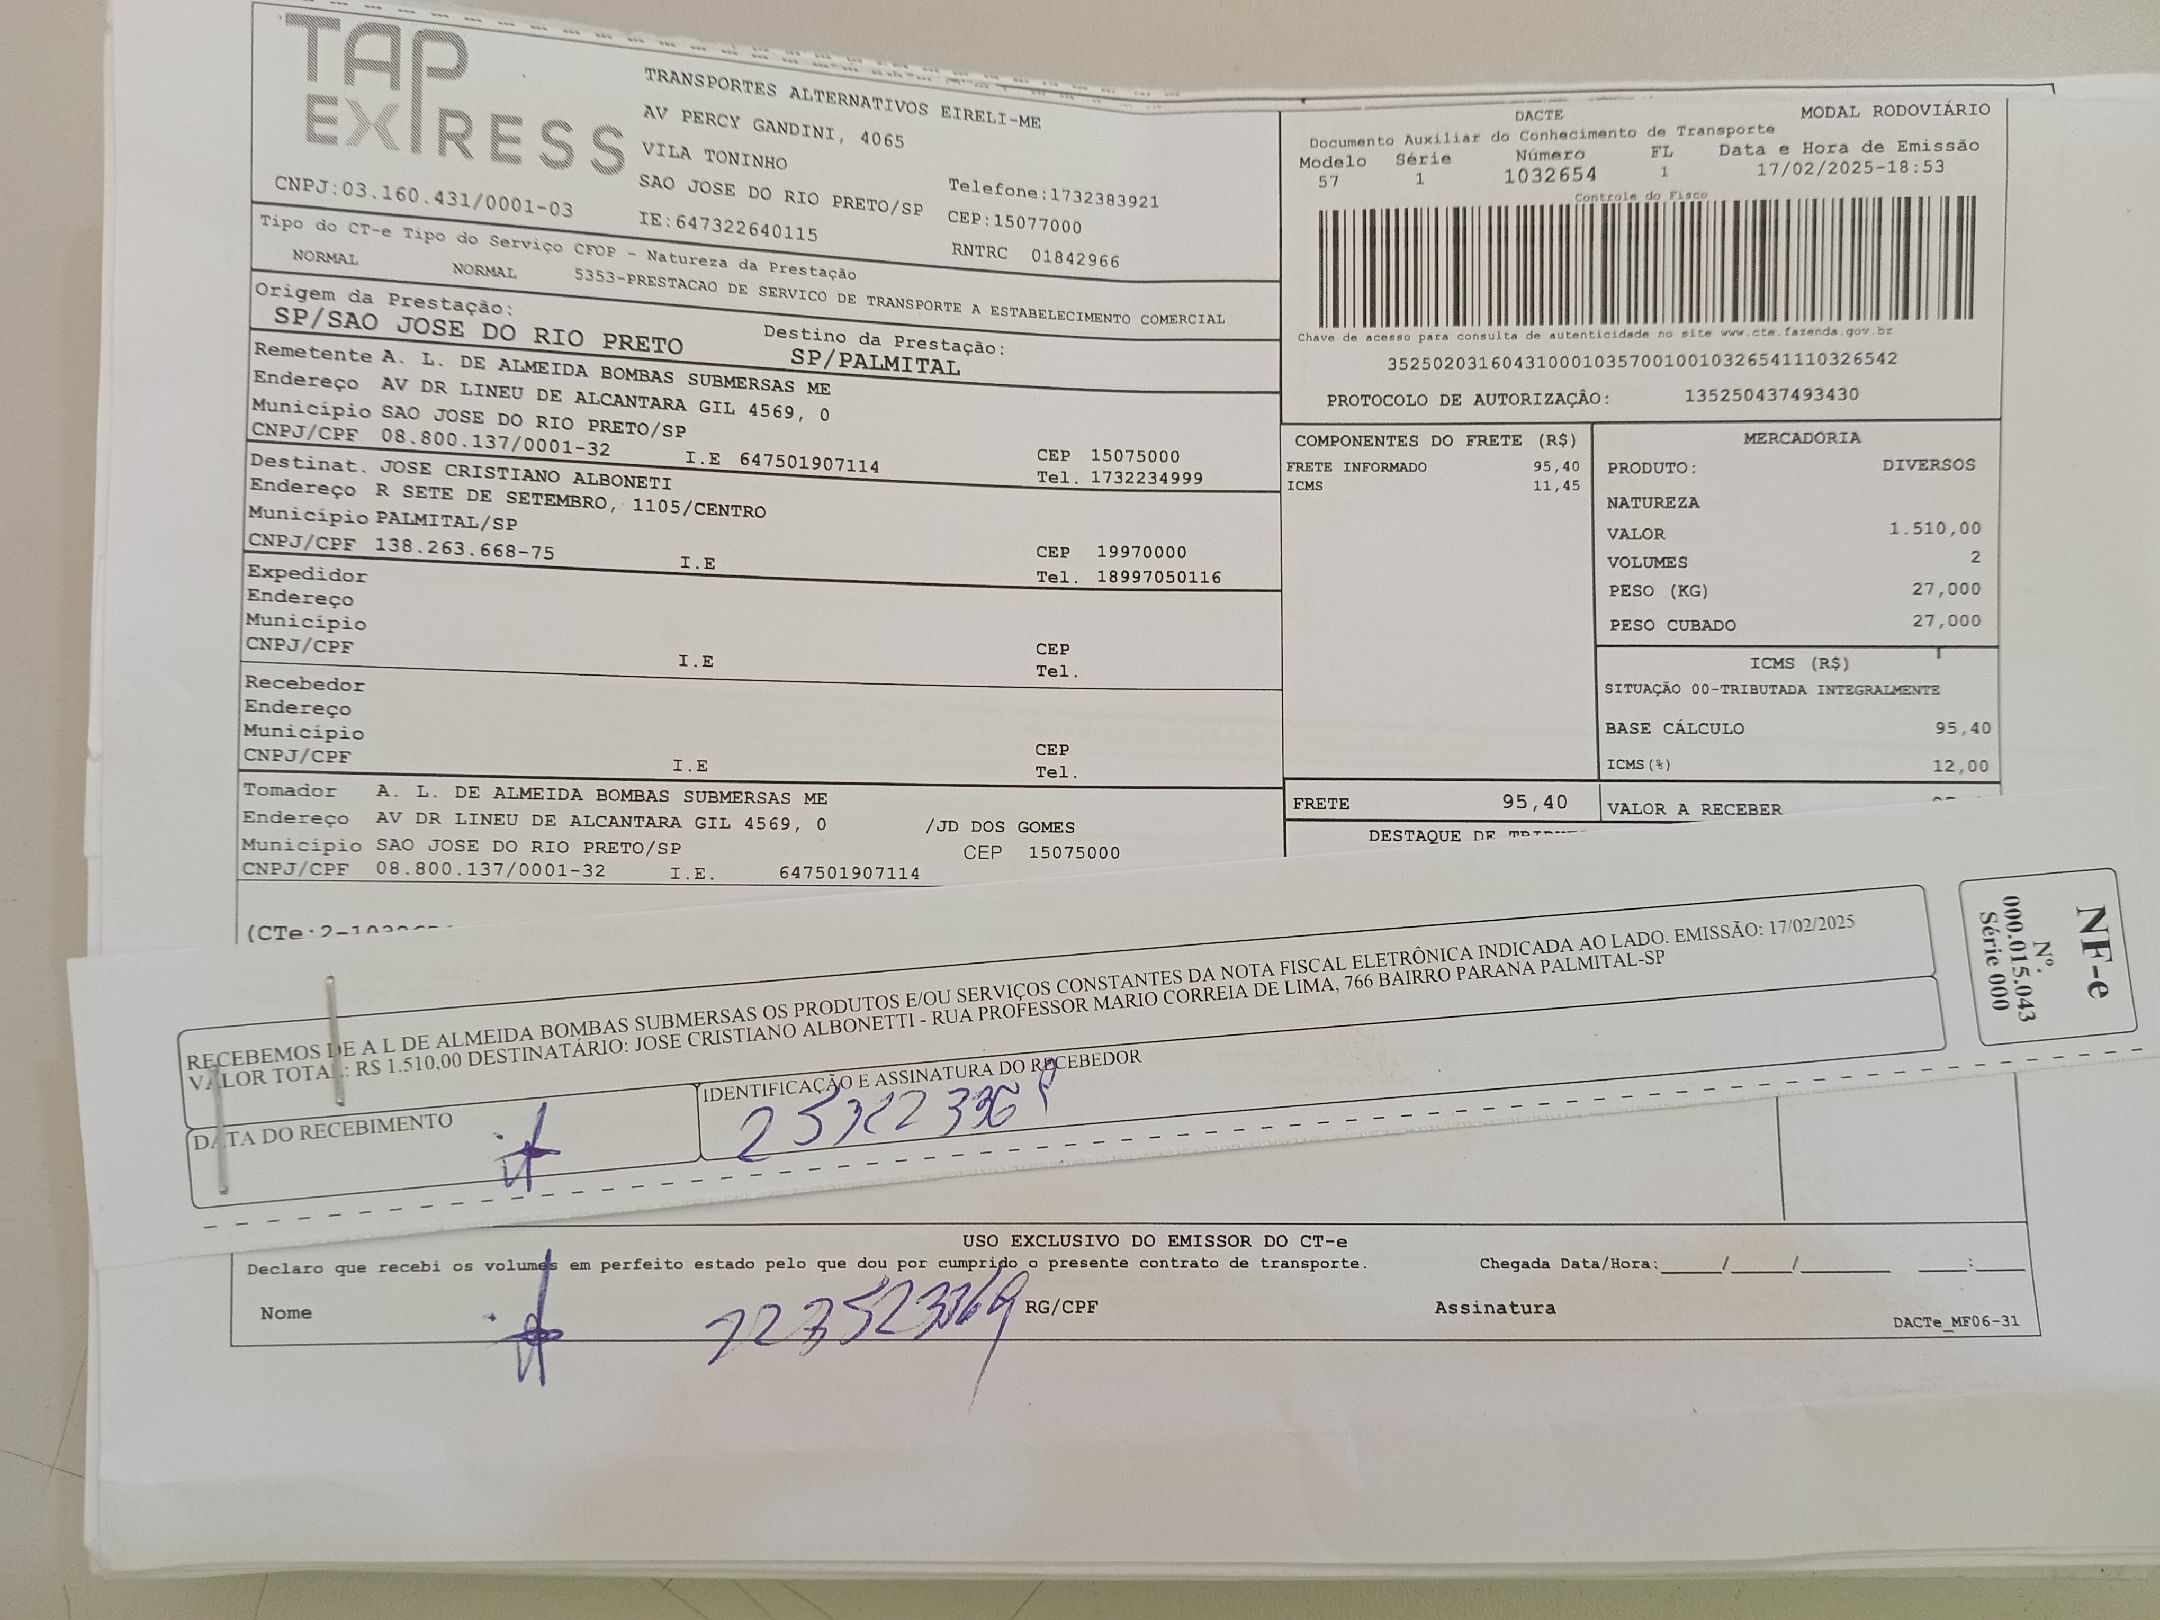 TAP
EXPRESS
TRANSPORTES ALTERNATIVOS EIRELI-ME
AV PERCY GANDINI, 4065
VILA TONINHO
SAO JOSE DO RIO PRETO/SP
Telefone:1732383921
CNPJ:03.160.431/0001-03
IE:647322640115
CEP:15077000
RNTRC 01842966
Tipo do CT-e Tipo do Serviço CFOP - Natureza da Prestação
NORMAL NORMAL 5353-PRESTACAO DE SERVICO DE TRANSPORTE A ESTABELECIMENTO COMERCIAL
Origem da Prestação:
SP/SAO JOSE DO RIO PRETO
Destino da Prestação:
SP/PALMITAL
Remetente A. L. DE ALMEIDA BOMBAS SUBMERSAS ME
Endereço AV DR LINEU DE ALCANTARA GIL 4569, 0
Município SAO JOSE DO RIO PRETO/SP
CEP 15075000
CNPJ/CPF 08.800.137/0001-32 I.E 647501907114
Tel. 1732234999
Destinat. JOSE CRISTIANO ALBONETI
Endereço R SETE DE SETEMBRO, 1105/CENTRO
Município PALMITAL/SP
CEP 19970000
CNPJ/CPF 138.263.668-75 I.E
Tel. 18997050116
Expedidor
Endereço
Município
CEP
CNPJ/CPF I.E
Tel.
Recebedor
Endereço
Município
CEP
CNPJ/CPF I.E
Tel.
Tomador A. L. DE ALMEIDA BOMBAS SUBMERSAS ME
Endereço AV DR LINEU DE ALCANTARA GIL 4569, 0 /JD DOS GOMES
Município SAO JOSE DO RIO PRETO/SP CEP 15075000
CNPJ/CPF 08.800.137/0001-32 I.E. 647501907114
DACTE MODAL RODOVIÁRIO
Documento Auxiliar do Conhecimento de Transporte
Modelo Série Número FL Data e Hora de Emissão
57 1 1032654 1 17/02/2025-18:53
Controle do Fisco
Chave de acesso para consulta de autenticidade no site www.cte.fazenda.gov.br
35250203160431000103570010010326541110326542
PROTOCOLO DE AUTORIZAÇÃO: 135250437493430
COMPONENTES DO FRETE (R$)
FRETE INFORMADO 95,40
ICMS 11,45
MERCADORIA
PRODUTO: DIVERSOS
NATUREZA
VALOR 1.510,00
VOLUMES 2
PESO (KG) 27,000
PESO CUBADO 27,000
ICMS (R$)
SITUAÇÃO 00-TRIBUTADA INTEGRALMENTE
BASE CÁLCULO 95,40
ICMS(%) 12,00
FRETE 95,40
VALOR A RECEBER
DESTAQUE DE
(CTe:2-
RECEBEMOS DE A L DE ALMEIDA BOMBAS SUBMERSAS OS PRODUTOS E/OU SERVIÇOS CONSTANTES DA NOTA FISCAL ELETRÔNICA INDICADA AO LADO. EMISSÃO: 17/02/2025
VALOR TOTAL: R$ 1.510,00 DESTINATÁRIO: JOSE CRISTIANO ALBONETTI - RUA PROFESSOR MARIO CORREIA DE LIMA, 766 BAIRRO PARANA PALMITAL-SP
DATA DO RECEBIMENTO
IDENTIFICAÇÃO E ASSINATURA DO RECEBEDOR
NF-e
Nº.
000.015.043
Série 000
USO EXCLUSIVO DO EMISSOR DO CT-e
Declaro que recebi os volumes em perfeito estado pelo que dou por cumprido o presente contrato de transporte.
Chegada Data/Hora:_____/_____/________ ____:____
Nome RG/CPF Assinatura
DACTe_MF06-31